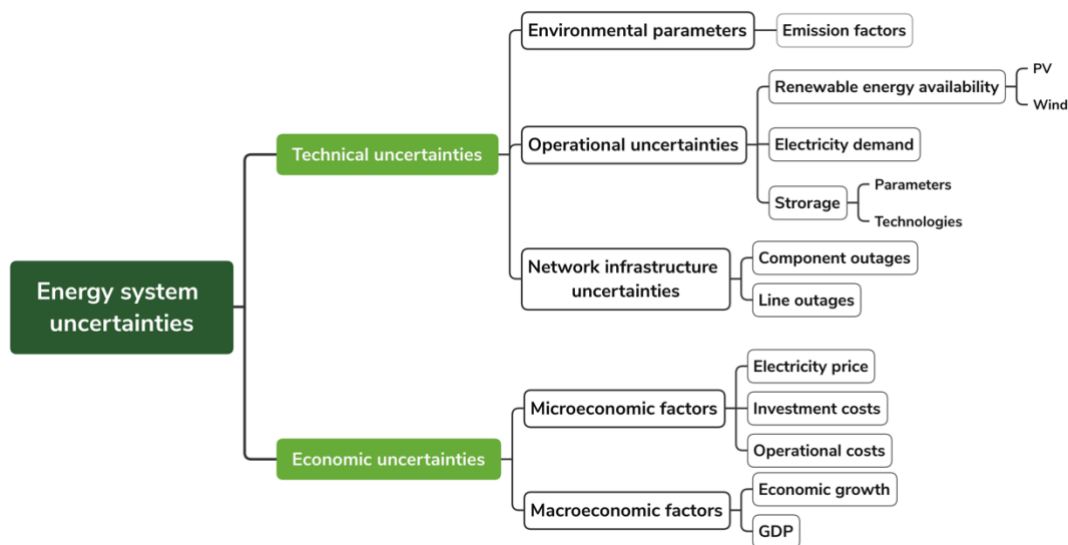 Energy system
uncertainties
Technical uncertainties
Environmental parameters
Emission factors
Operational uncertainties
Renewable energy availability
PV
Wind
Electricity demand
Strorage
Parameters
Technologies
Network infrastructure
uncertainties
Component outages
Line outages
Economic uncertainties
Microeconomic factors
Electricity price
Investment costs
Operational costs
Macroeconomic factors
Economic growth
GDP